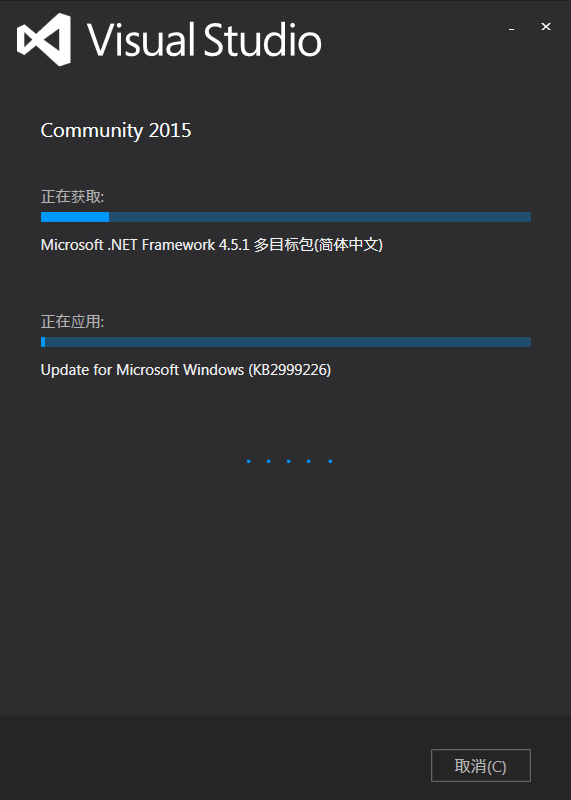 Visual Studio
Community 2015
正在获取:
Microsoft .NET Framework 4.5.1 多目标包(简体中文)
正在应用:
Update for Microsoft Windows (KB2999226)
取消(C)